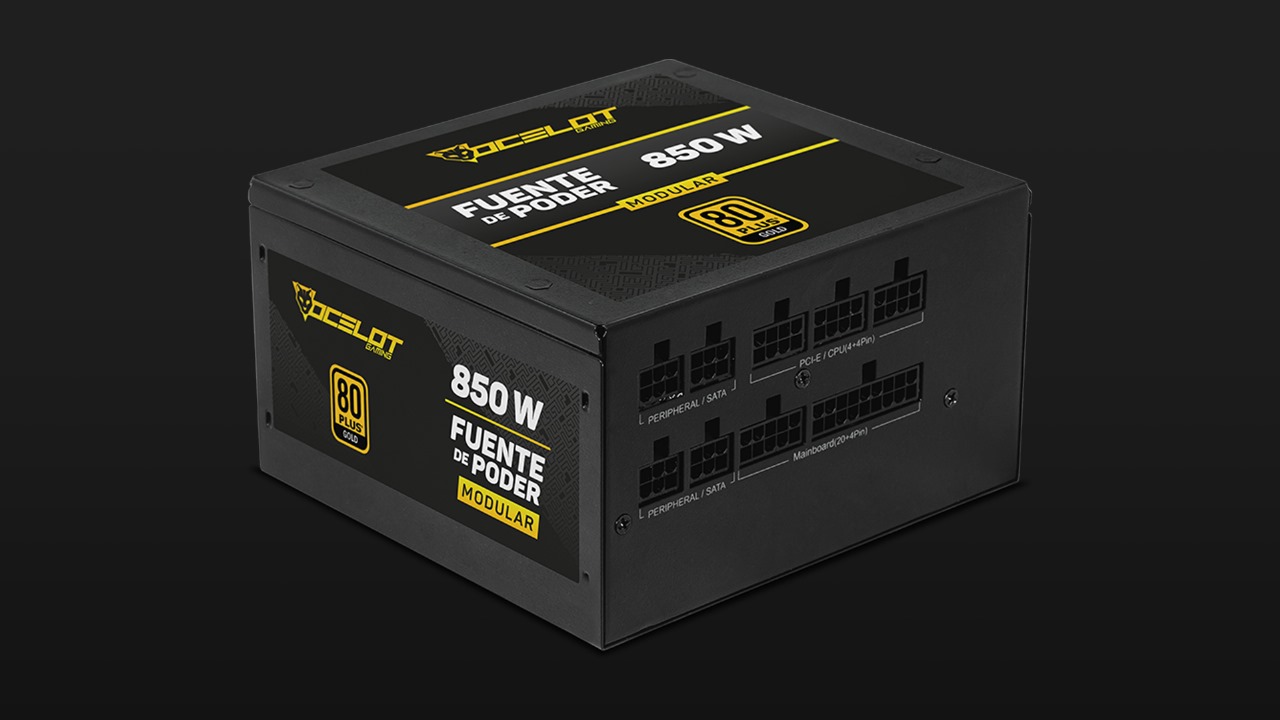 OCELOT
GAMING
FUENTE
DE PODER
850 W
MODULAR
80
PLUS
GOLD
OCELOT
GAMING
80
PLUS
GOLD
850 W
FUENTE
DE PODER
MODULAR
PERIPHERAL / SATA
PCI-E / CPU(4+4Pin)
PERIPHERAL / SATA
Mainboard(20+4Pin)